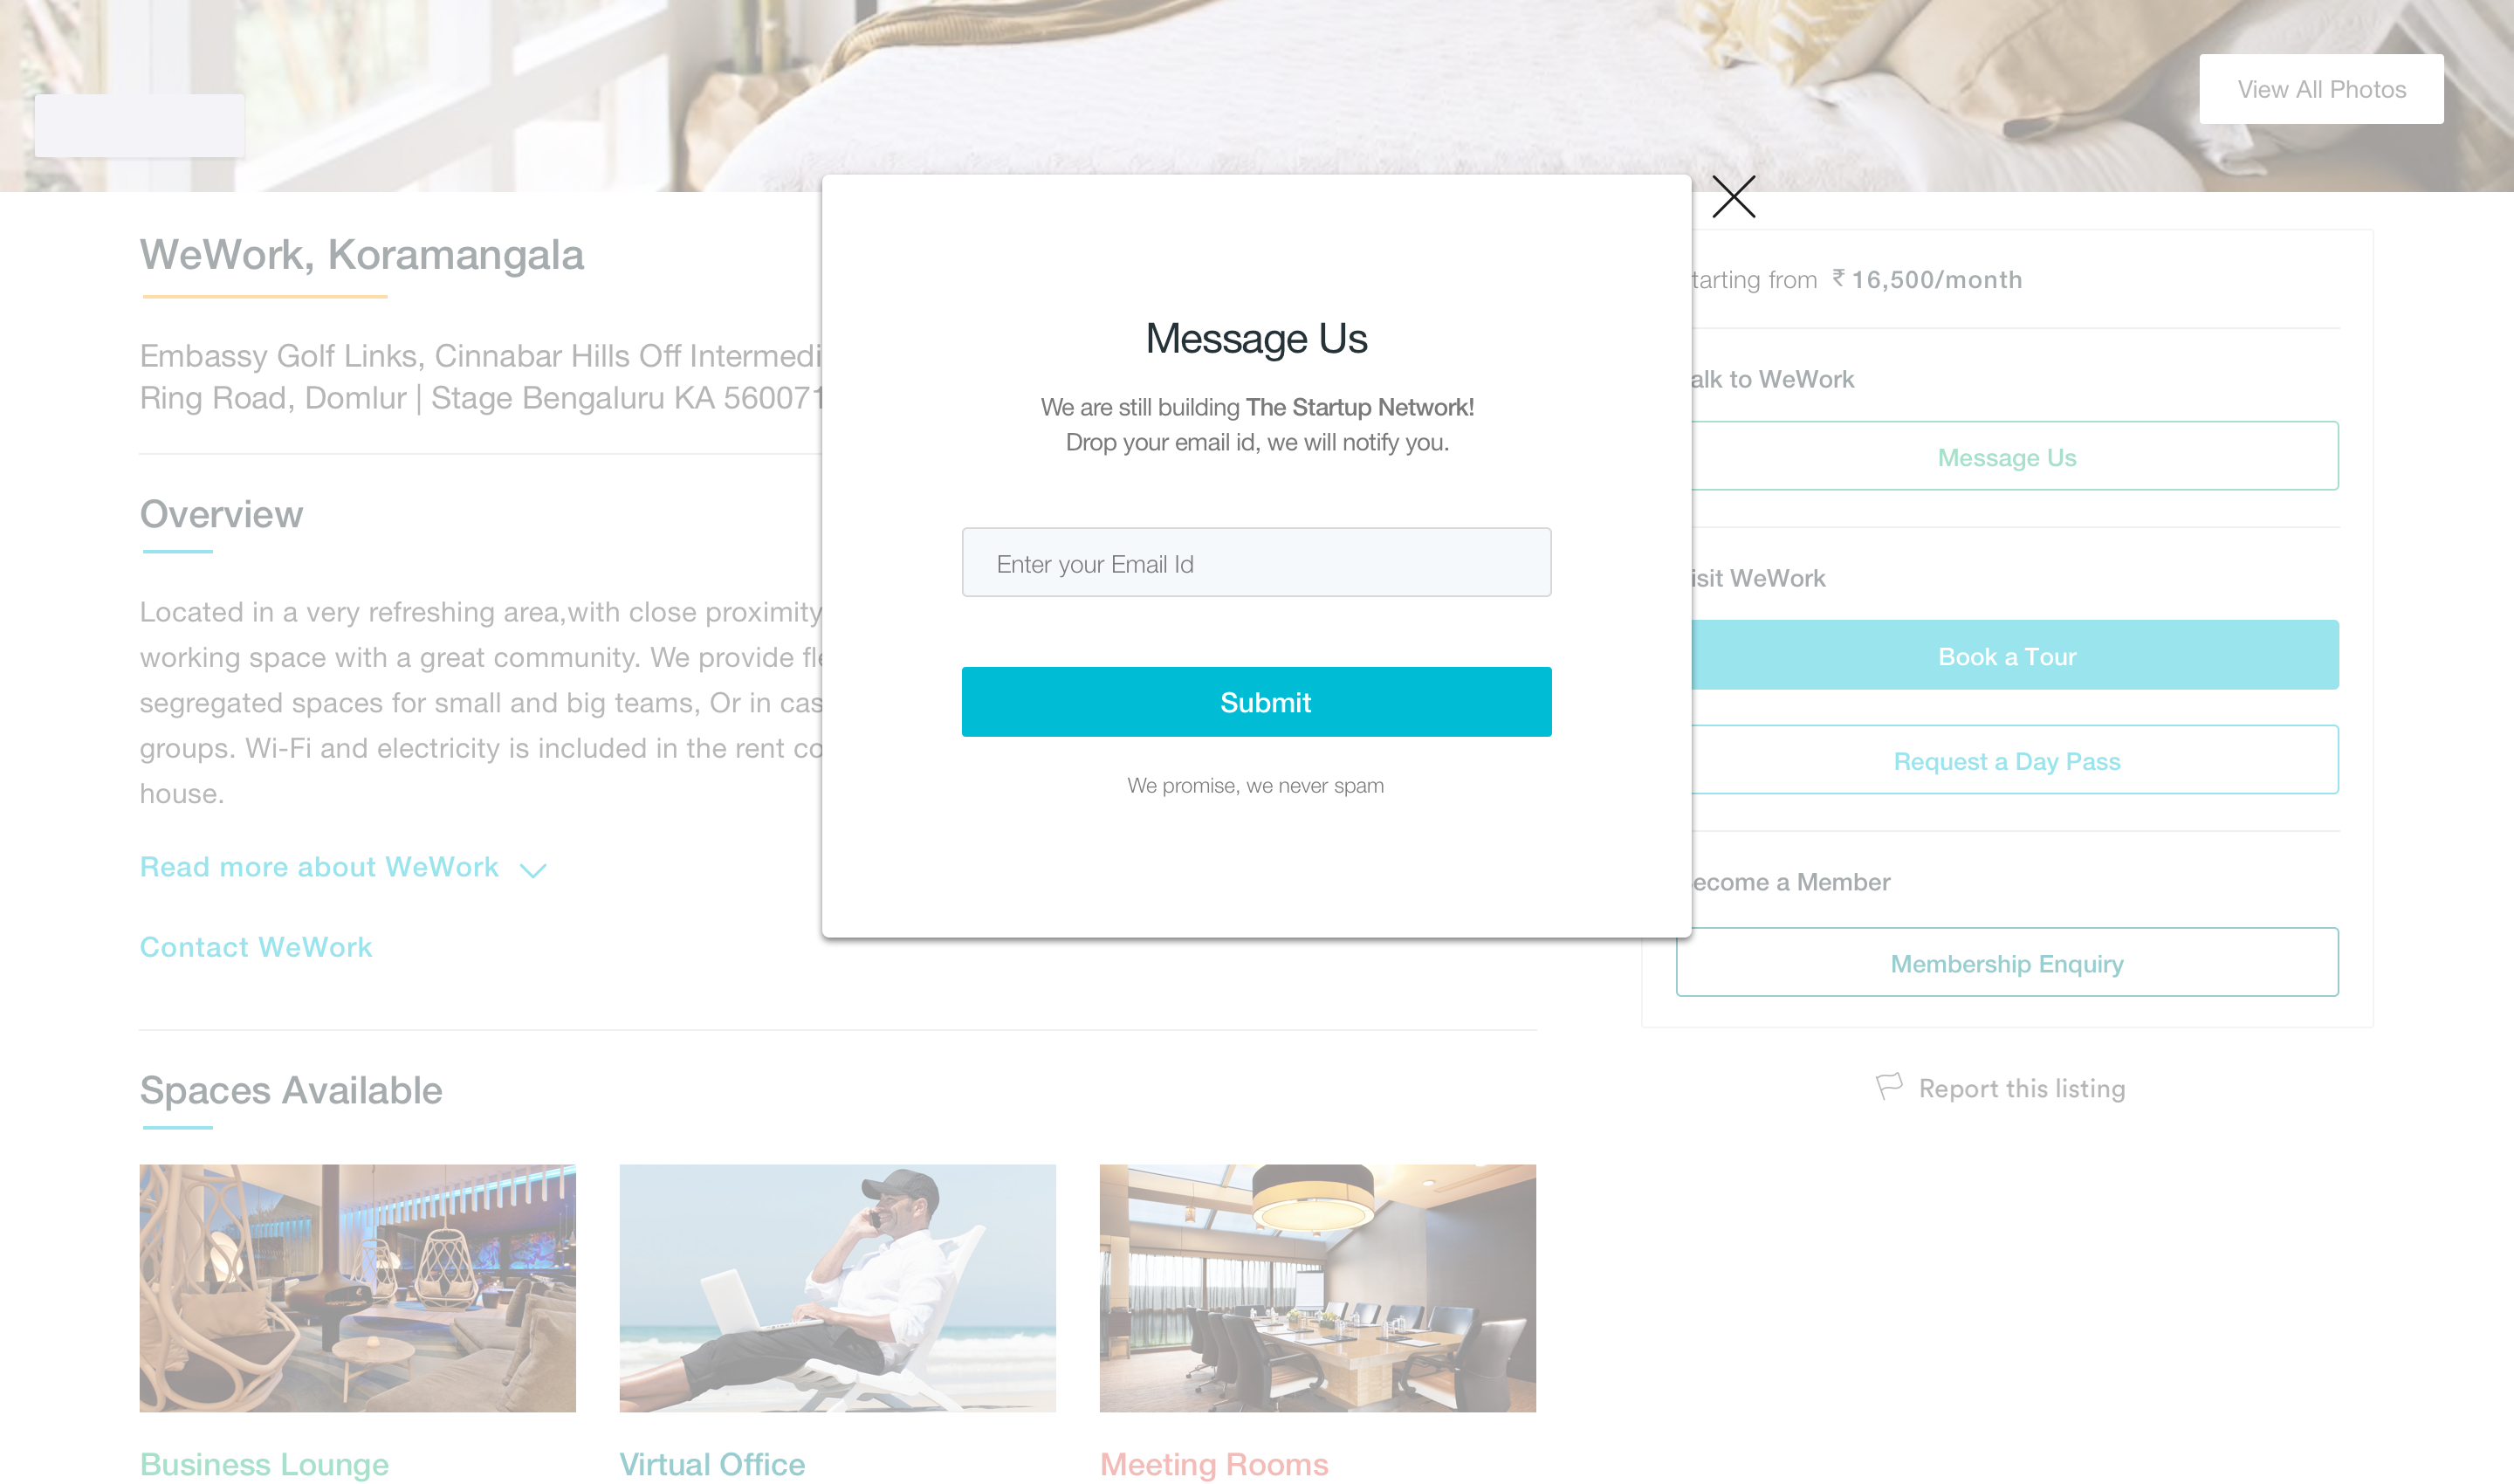 View All Photos
WeWork, Koramangala
Embassy Golf Links, Cinnabar Hills Off Intermedi
Ring Road, Domlur | Stage Bengaluru KA 560071
Overview
Located in a very refreshing area,with close proximity
working space with a great community. We provide
segregated spaces for small and big teams, Or in
groups. Wi-Fi and electricity is included in the rent
house.
Read more about WeWork
Contact WeWork
Message Us
We are still building The Startup Network!
Drop your email id, we will notify you.
Enter your Email Id
Submit
We promise, we never spam
tarting from ₹ 16,500/month
alk to WeWork
Message Us
isit WeWork
Book a Tour
Request a Day Pass
ecome a Member
Membership Enquiry
Report this listing
Spaces Available
Business Lounge
Virtual Office
Meeting Rooms